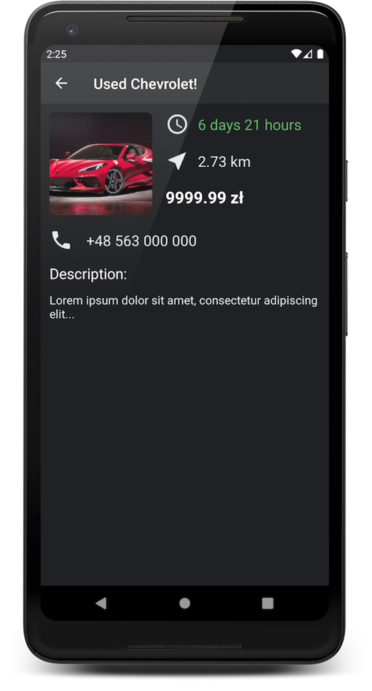 2:25
Used Chevrolet!
6 days 21 hours
2.73 km
9999.99 zł
+48 563 000 000
Description:
Lorem ipsum dolor sit amet, consectetur adipiscing
elit...